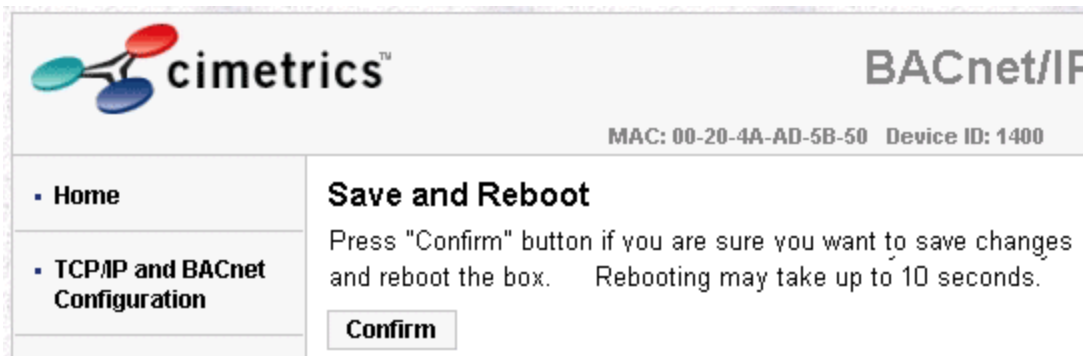 cimetrics™
BACnet/IP
MAC: 00-20-4A-AD-5B-50 Device ID: 1400
Home
TCP/IP and BACnet
Configuration
Save and Reboot
Press "Confirm" button if you are sure you want to save changes
and reboot the box. Rebooting may take up to 10 seconds.
Confirm